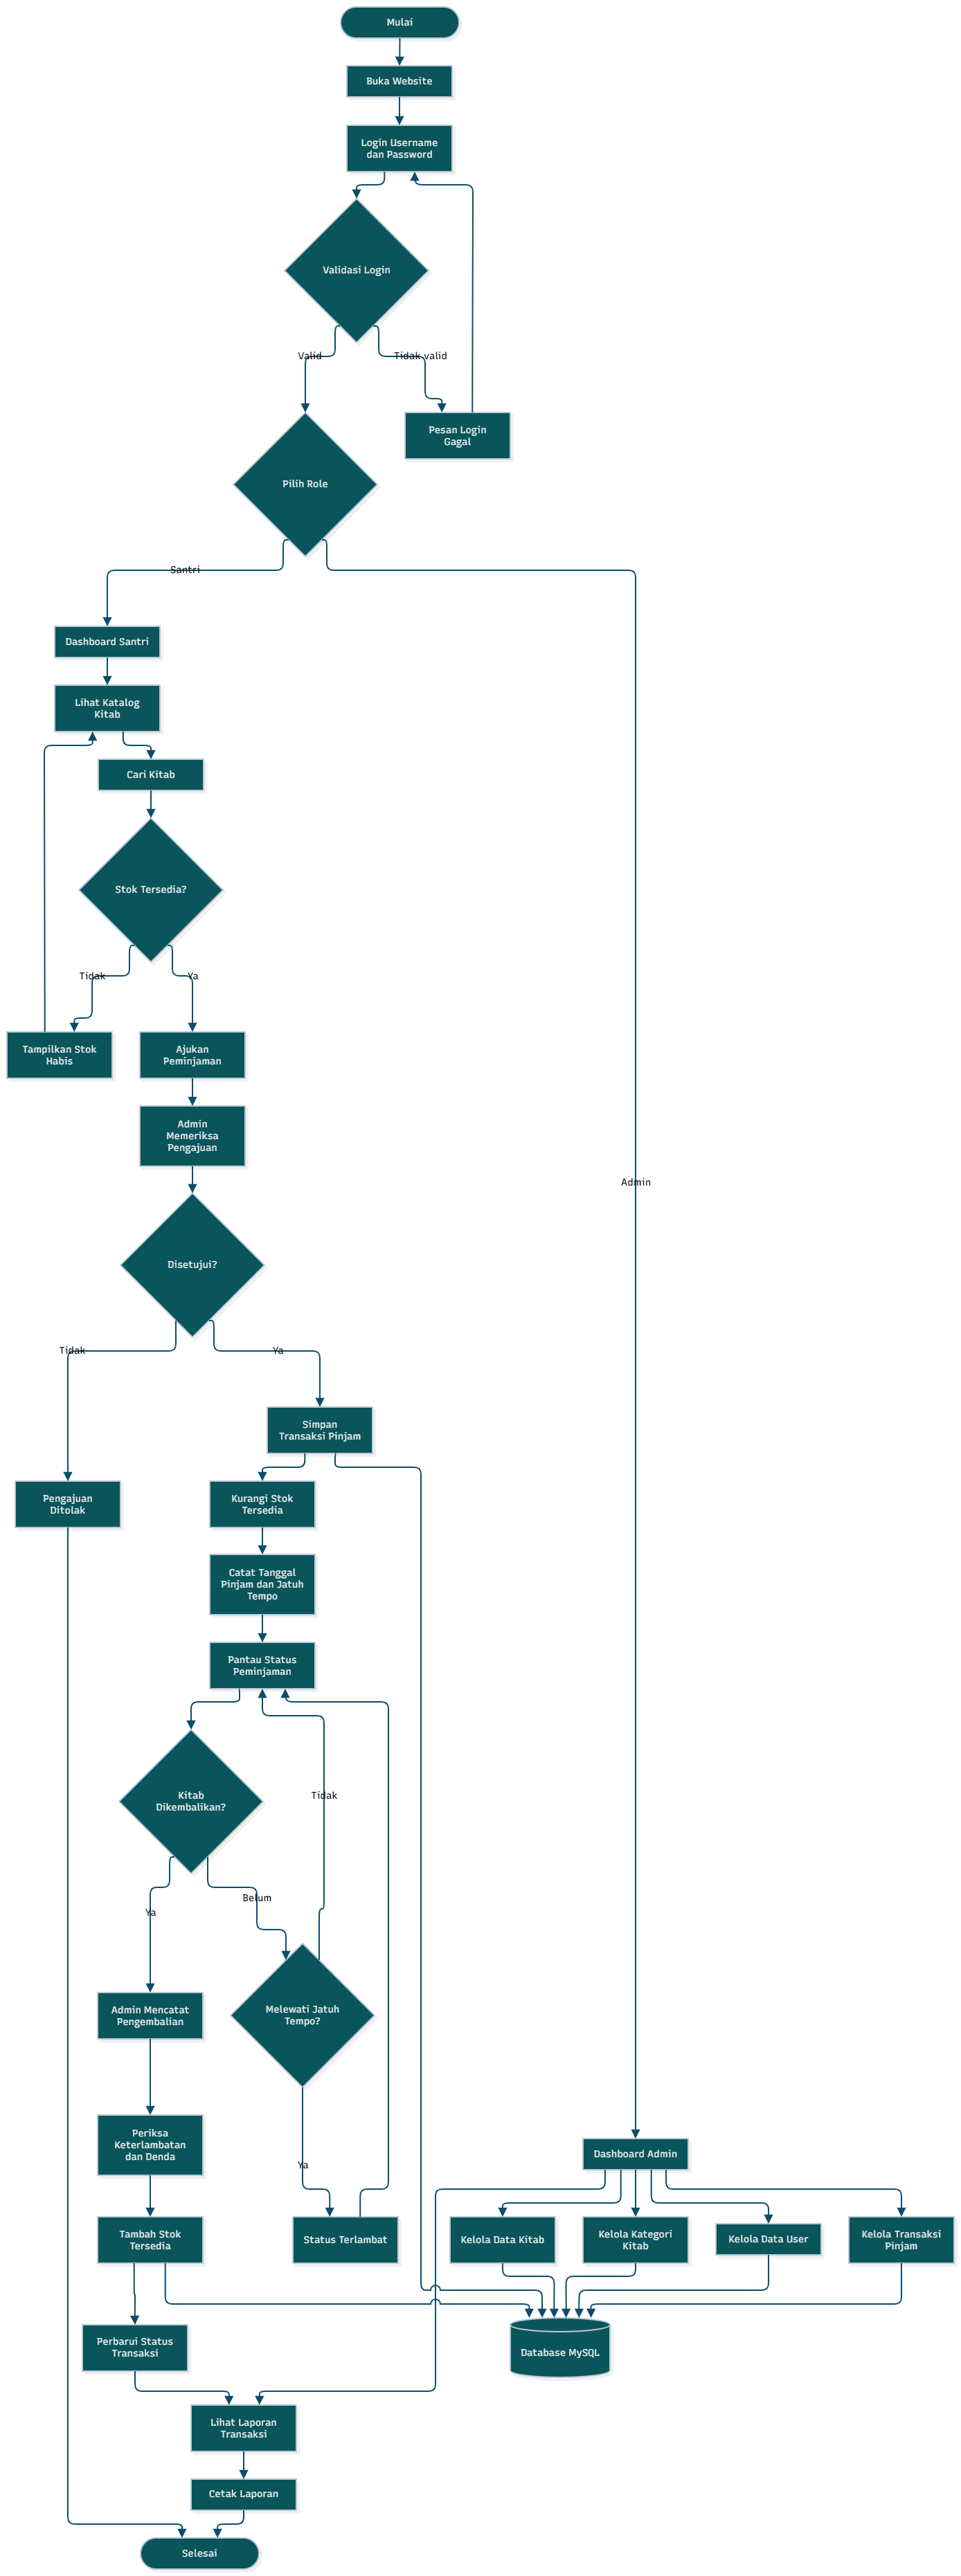 Mulai
Buka Website
Login Username
dan Password
Validasi Login
Valid
Tidak valid
Pesan Login
Gagal
Pilih Role
Santri
Dashboard Santri
Lihat Katalog
Kitab
Cari Kitab
Stok Tersedia?
Tidak
Ya
Tampilkan Stok
Habis
Ajukan
Peminjaman
Admin
Memeriksa
Pengajuan
Admin
Disetujui?
Tidak
Ya
Simpan
Transaksi Pinjam
Pengajuan
Ditolak
Kurangi Stok
Tersedia
Catat Tanggal
Pinjam dan Jatuh
Tempo
Pantau Status
Peminjaman
Kitab
Dikembalikan?
Tidak
Belum
Ya
Admin Mencatat
Pengembalian
Melewati Jatuh
Tempo?
Periksa
Keterlambatan
dan Denda
Ya
Dashboard Admin
Tambah Stok
Tersedia
Status Terlambat
Kelola Data Kitab
Kelola Kategori
Kitab
Kelola Data User
Kelola Transaksi
Pinjam
Perbarui Status
Transaksi
Database MySQL
Lihat Laporan
Transaksi
Cetak Laporan
Selesai